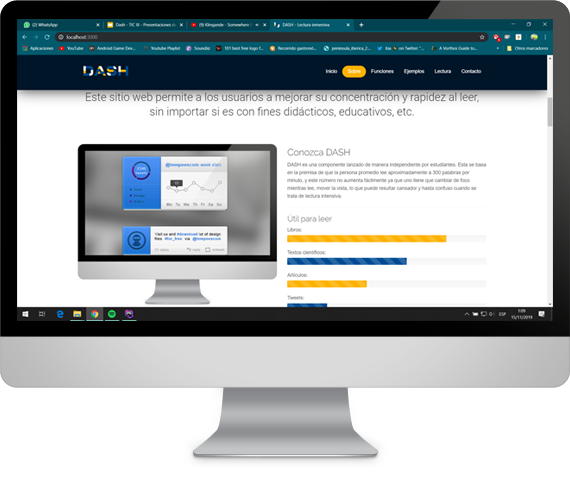 (2) WhatsApp
Dash - TIC III - Presentaciones
(1) Klingande - Somewhere
DASH - Lectura inmersiva
localhost:3000
Aplicaciones
YouTube
Android Game Dev
Youtube Playlist
Soundiiz
101 best free logo
Recorrido gastronó
peninsula_iberica_2
on Twitter: "
A Vorthos Guide to
Lectura
Otros marcadores
DASH
Inicio
Sobre
Funciones
Ejemplos
Lectura
Contacto
Este sitio web permite a los usuarios a mejorar su concentración y rapidez al leer,
sin importar si es con fines didácticos, educativos, etc.
Conozca DASH
DASH es una componente lanzado de manera independiente por estudiantes. Esta se basa
en la premisa de que la persona promedio lee aproximadamente a 300 palabras por
minuto, y este número no aumenta fácilmente ya que uno tiene que cambiar de foco
mientras lee, mover la vista, lo que puede resultar cansador y hasta confuso cuando se
trata de lectura intensiva.
Útil para leer
Libros:
Textos científicos:
Artículos:
Tweets:
Mo Tu We Th Fr Sa Su
Visit us and #download lot of design
files #for_free via
ESP
1:09
15/11/2019